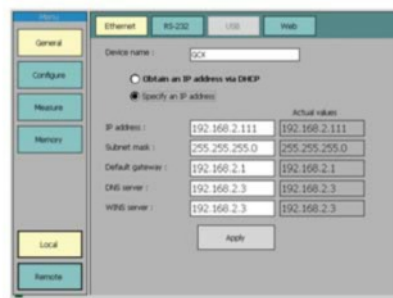 Menu
Ethernet RS-232 USB Web
General
Device name : GCX
Configure
Obtain an IP address via DHCP
Specify an IP address
Measure
Actual values
IP address : 192.168.2.111 192.168.2.111
Memory
Subnet mask : 255.255.255.0 255.255.255.0
Default gateway : 192.168.2.1 192.168.2.1
DNS server : 192.168.2.3 192.168.2.3
WINS server : 192.168.2.3 192.168.2.3
Local
Apply
Remote